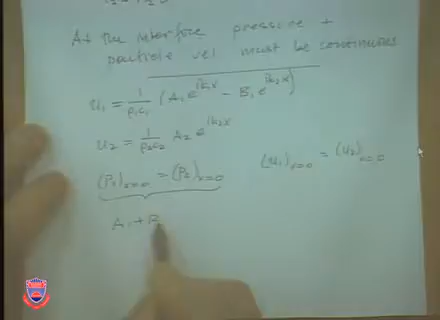 At the interface pressure +
particle vel must be continuous
u₁ = 1/ρ₁c₁ (A₁ e^{ik₁x} - B₁ e^{ik₂x})
u₂ = 1/ρ₂c₂ A₂ e^{ik₂x}
(P₁)ₓ₌₀ = (P₂)ₓ₌₀ (u₁)ₓ₌₀ = (u₂)ₓ₌₀
A₁ + B